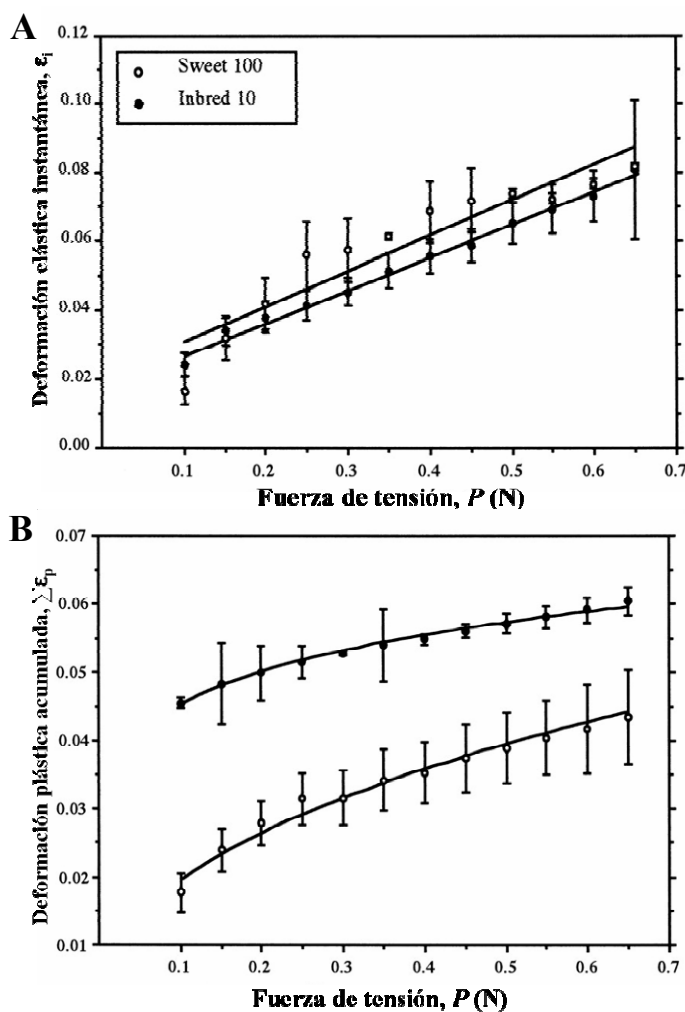 A
Deformación elástica instantánea, εi
0.12
0.10
0.08
0.06
0.04
0.02
0.00
Sweet 100
Inbred 10
0.1 0.2 0.3 0.4 0.5 0.6 0.7
Fuerza de tensión, P (N)
B
Deformación plástica acumulada, ∑εp
0.07
0.06
0.05
0.04
0.03
0.02
0.01
0.1 0.2 0.3 0.4 0.5 0.6 0.7
Fuerza de tensión, P (N)